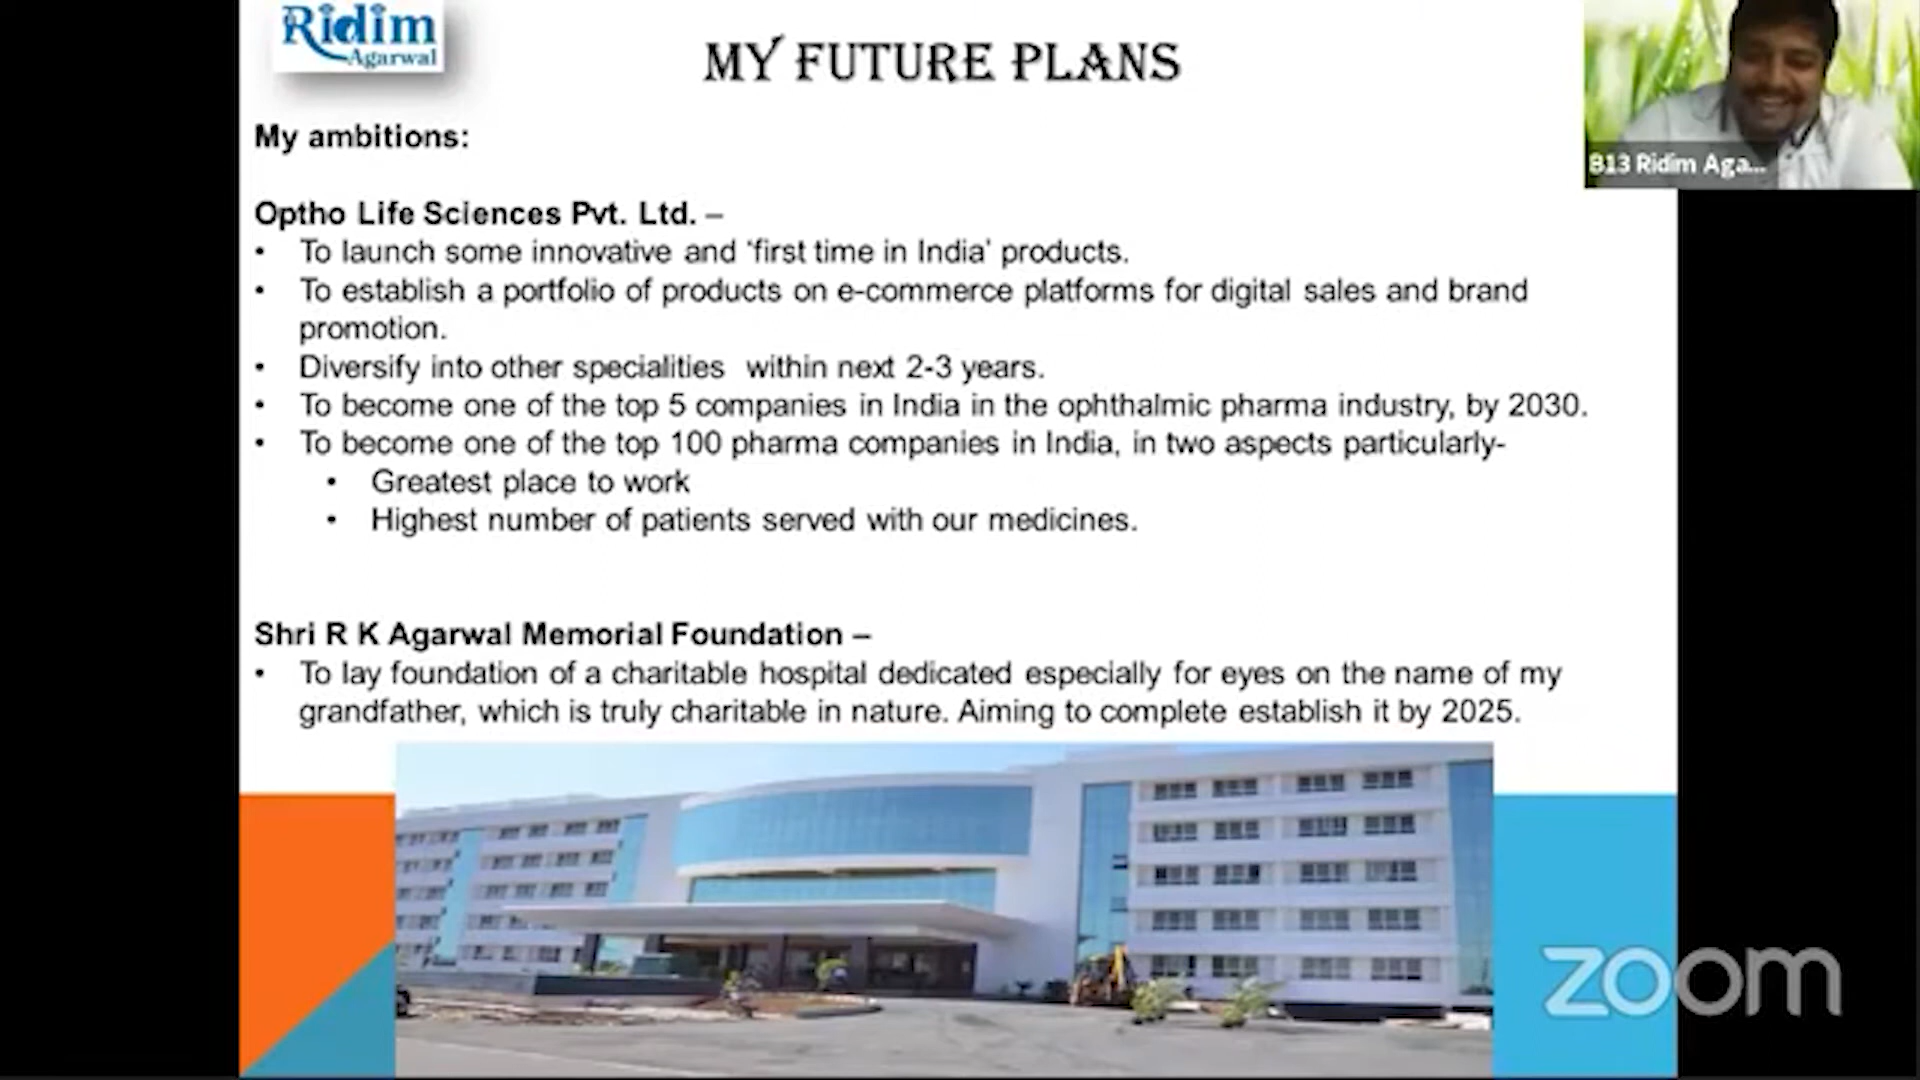 Ridim
Agarwal
MY FUTURE PLANS
813 Ridim Aga...
My ambitions:
Optho Life Sciences Pvt. Ltd. –
• To launch some innovative and ‘first time in India’ products.
• To establish a portfolio of products on e-commerce platforms for digital sales and brand
promotion.
• Diversify into other specialities within next 2-3 years.
• To become one of the top 5 companies in India in the ophthalmic pharma industry, by 2030.
• To become one of the top 100 pharma companies in India, in two aspects particularly-
• Greatest place to work
• Highest number of patients served with our medicines.
Shri R K Agarwal Memorial Foundation –
• To lay foundation of a charitable hospital dedicated especially for eyes on the name of my
grandfather, which is truly charitable in nature. Aiming to complete establish it by 2025.
zoom